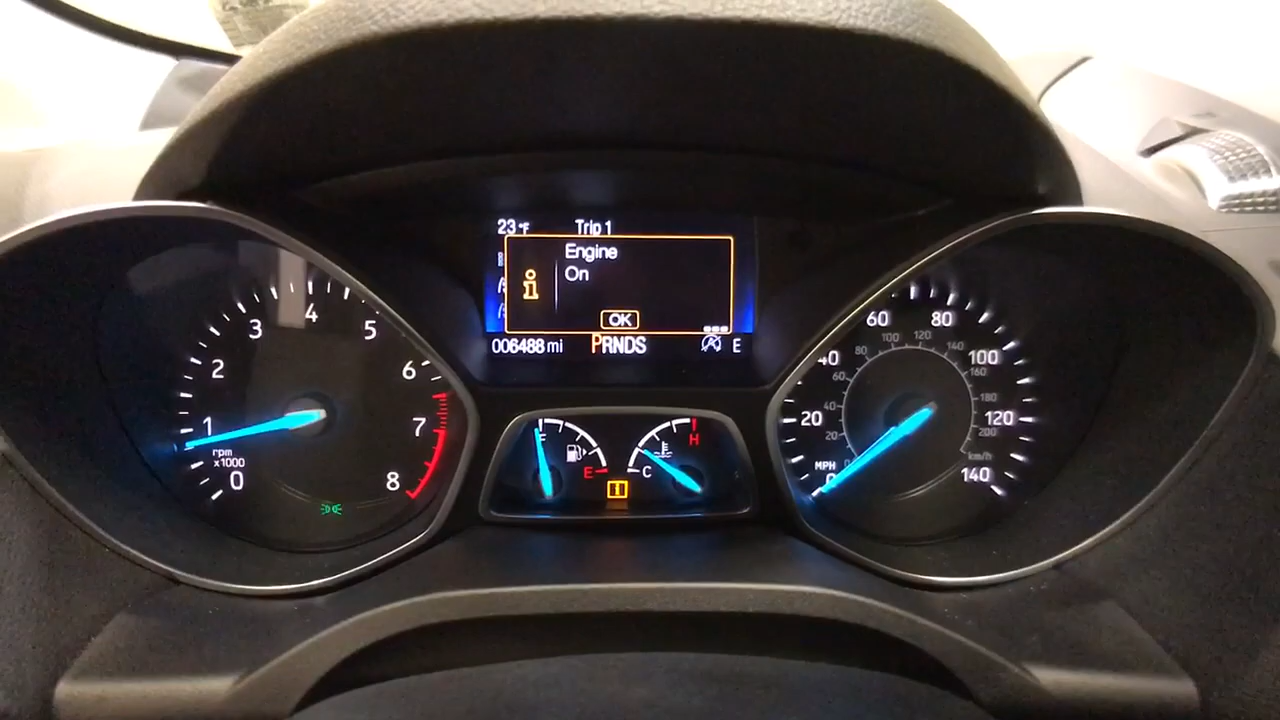 23°F Trip 1
Engine
On
i
OK
006488 mi PRNDS A E
0 1 2 3 4 5 6 7 8
rpm
x1000
F E
C H
0 20 40 60 80 100 120 140
MPH
20 40 60 80 100 120 140 160 180 200
km/h